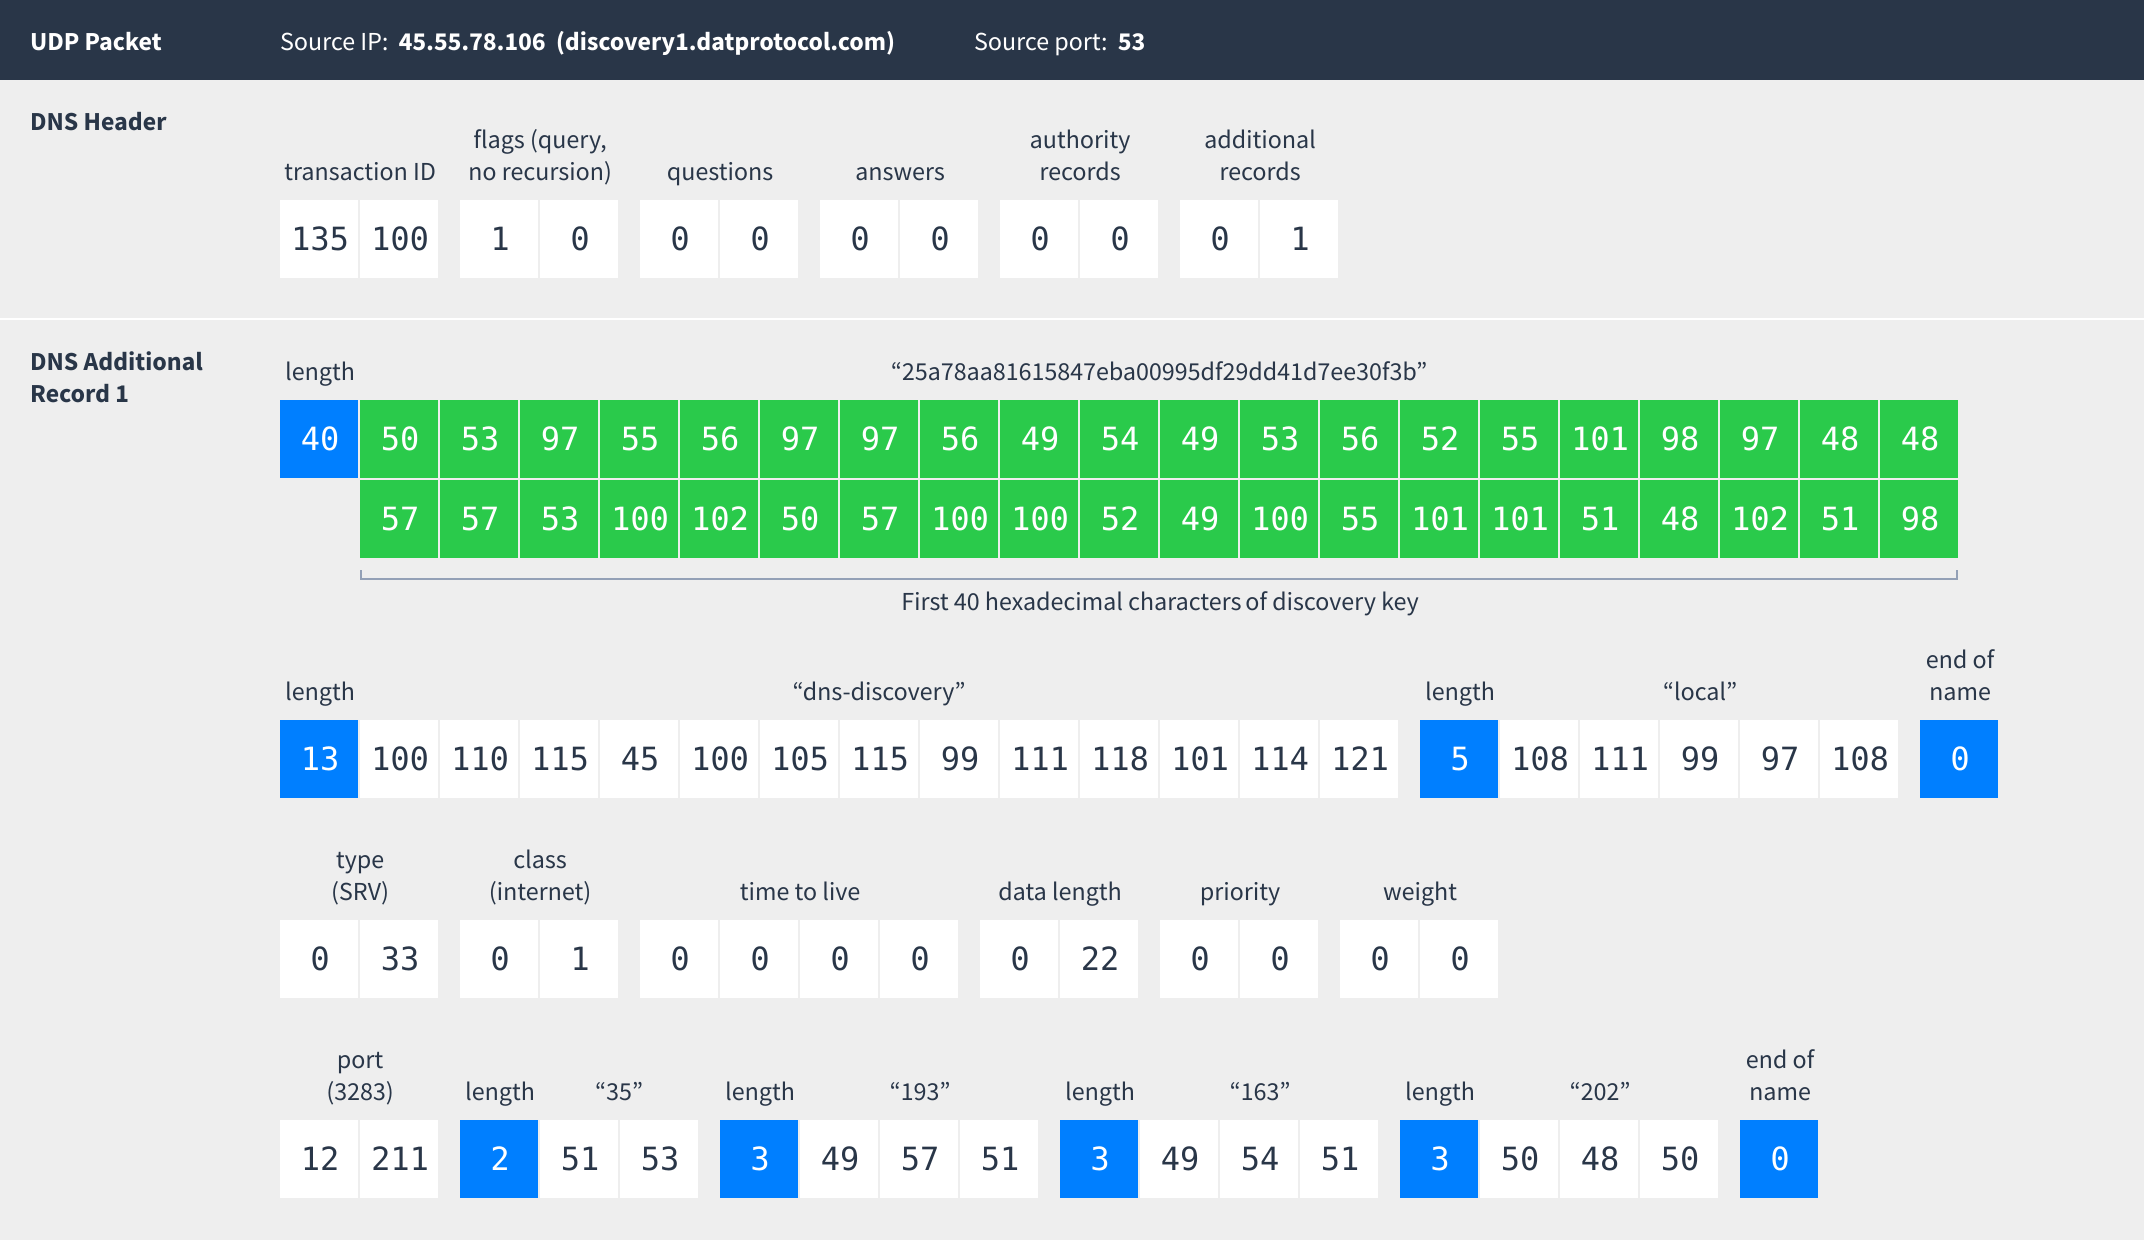 UDP Packet Source IP: 45.55.78.106 (discovery1.datprotocol.com) Source port: 53
DNS Header
transaction ID
flags (query,
no recursion)
questions
answers
authority
records
additional
records
135 100 1 0 0 0 0 0 0 0 0 1
DNS Additional
Record 1
length “25a78aa81615847eba00995df29dd41d7ee30f3b”
40 50 53 97 55 56 97 97 56 49 54 49 53 56 52 55 101 98 97 48 48
57 57 53 100 102 50 57 100 100 52 49 100 55 101 101 51 48 102 51 98
First 40 hexadecimal characters of discovery key
length “dns-discovery” length “local”
end of
name
13 100 110 115 45 100 105 115 99 111 118 101 114 121 5 108 111 99 97 108 0
type
(SRV)
class
(internet)
time to live
data length
priority
weight
0 33 0 1 0 0 0 0 0 22 0 0 0 0
port
(3283)
length “35” length “193” length “163” length “202”
end of
name
12 211 2 51 53 3 49 57 51 3 49 54 51 3 50 48 50 0